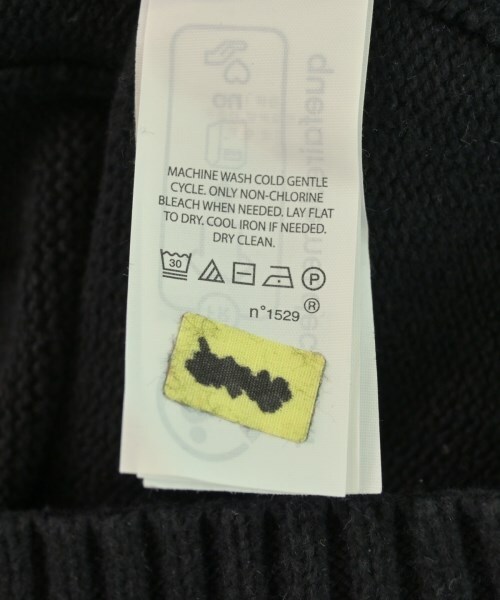 MACHINE WASH COLD GENTLE
CYCLE. ONLY NON-CHLORINE
BLEACH WHEN NEEDED. LAY FLAT
TO DRY. COOL IRON IF NEEDED.
DRY CLEAN.
30 P
n°1529 ®